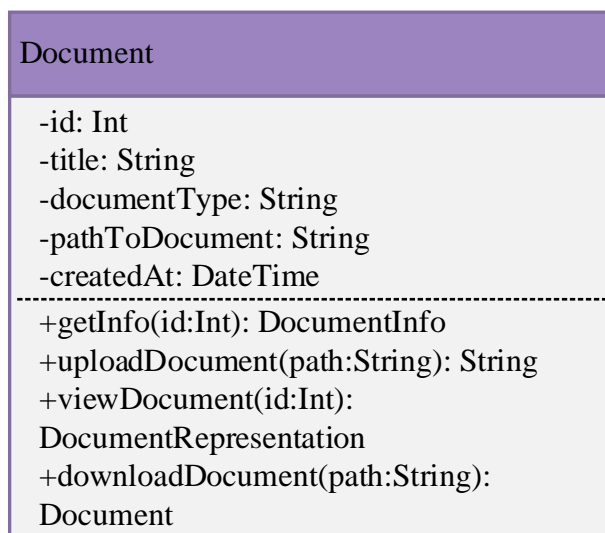 Document
-id: Int
-title: String
-documentType: String
-pathToDocument: String
-createdAt: DateTime
+getInfo(id:Int): DocumentInfo
+uploadDocument(path:String): String
+viewDocument(id:Int):
DocumentRepresentation
+downloadDocument(path:String):
Document